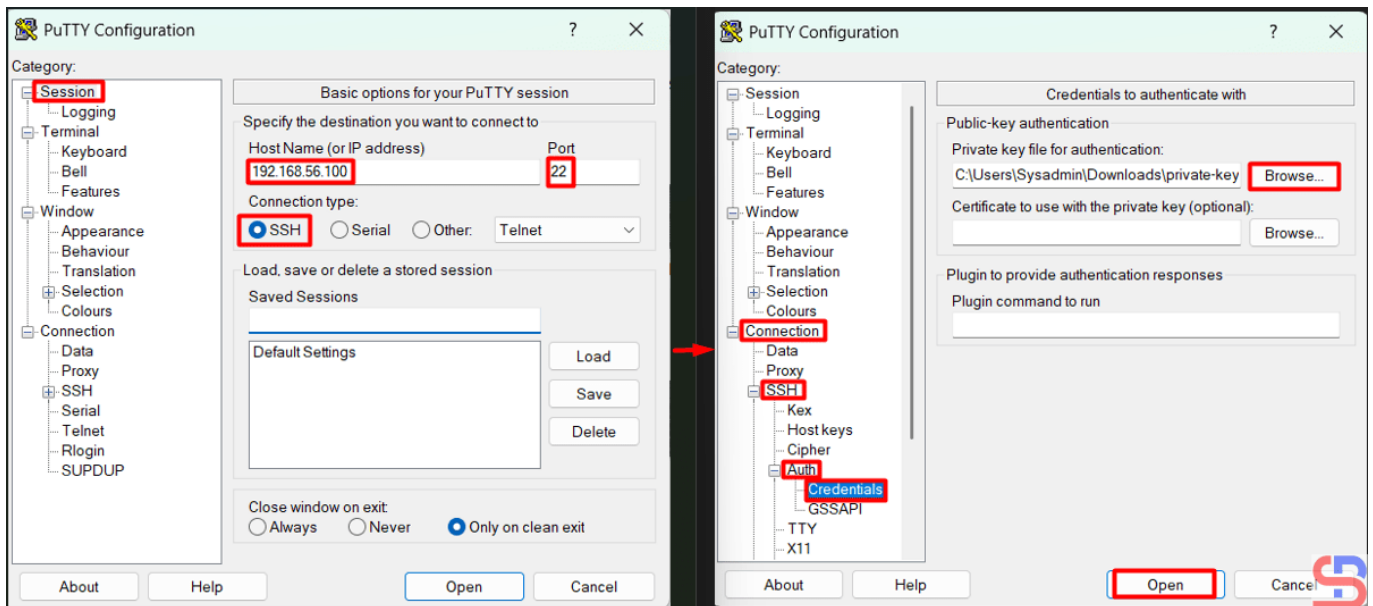 PuTTY Configuration
?
Category:
Session
Logging
Terminal
Keyboard
Bell
Features
Window
Appearance
Behaviour
Translation
Selection
Colours
Connection
Data
Proxy
SSH
Serial
Telnet
Rlogin
SUPDUP
Basic options for your PuTTY session
Specify the destination you want to connect to
Host Name (or IP address) Port
192.168.56.100 22
Connection type:
SSH Serial Other: Telnet
Load, save or delete a stored session
Saved Sessions
Default Settings
Load
Save
Delete
Close window on exit:
Always Never Only on clean exit
About Help Open Cancel
PuTTY Configuration
?
Category:
Session
Logging
Terminal
Keyboard
Bell
Features
Window
Appearance
Behaviour
Translation
Selection
Colours
Connection
Data
Proxy
SSH
Kex
Host keys
Cipher
Auth
Credentials
GSSAPI
TTY
X11
Credentials to authenticate with
Public-key authentication
Private key file for authentication:
C:\Users\Sysadmin\Downloads\private-key Browse...
Certificate to use with the private key (optional):
Browse...
Plugin to provide authentication responses
Plugin command to run
About Help Open Cancel